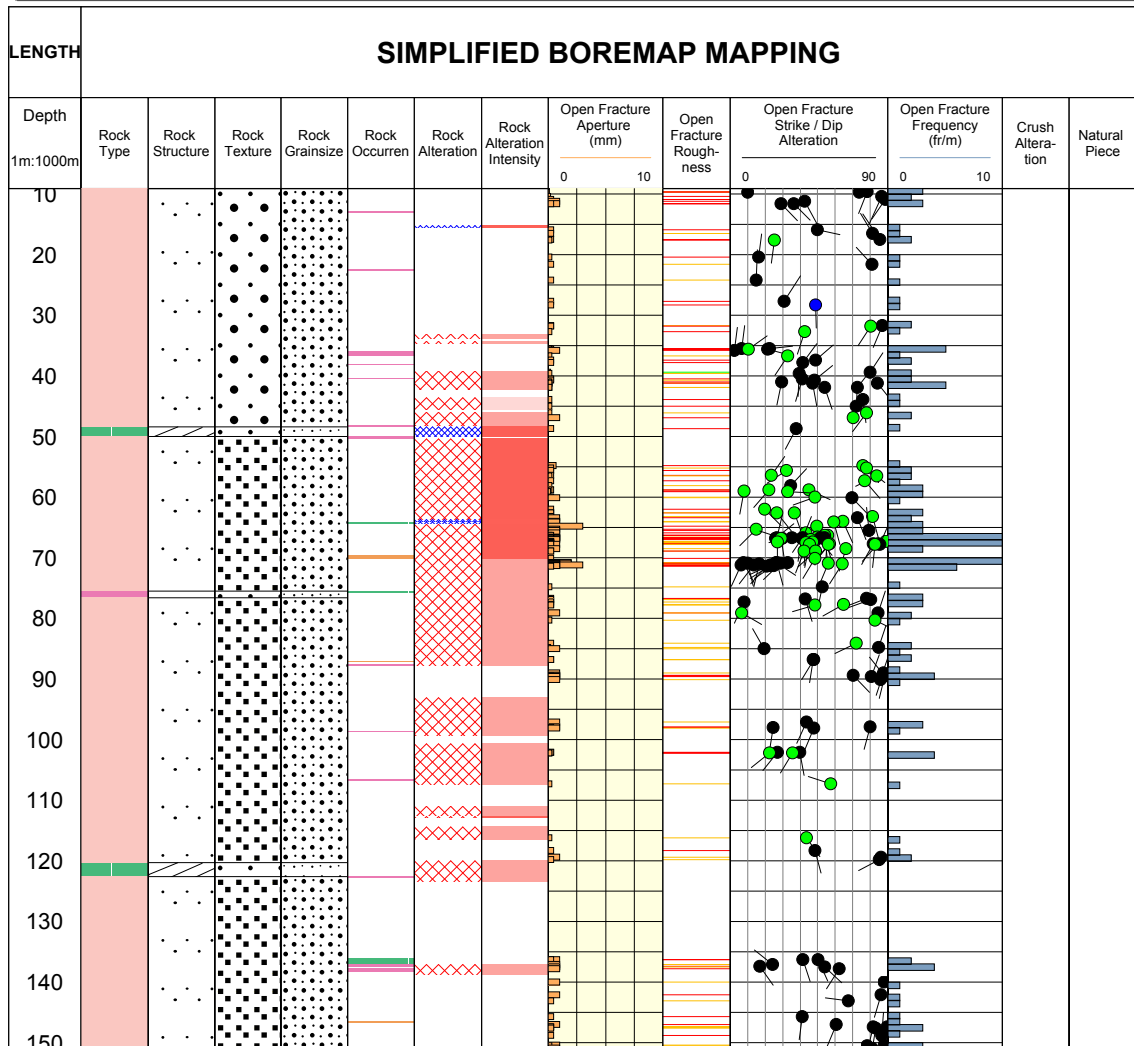 LENGTH
SIMPLIFIED BOREMAP MAPPING
Depth
1m:1000m
Rock
Type
Rock
Structure
Rock
Texture
Rock
Grainsize
Rock
Occurren
Rock
Alteration
Rock
Alteration
Intensity
Open Fracture
Aperture
(mm)
0 10
Open
Fracture
Rough-
ness
Open Fracture
Strike / Dip
Alteration
0 90
Open Fracture
Frequency
(fr/m)
0 10
Crush
Altera-
tion
Natural
Piece
10
20
30
40
50
60
70
80
90
100
110
120
130
140
150